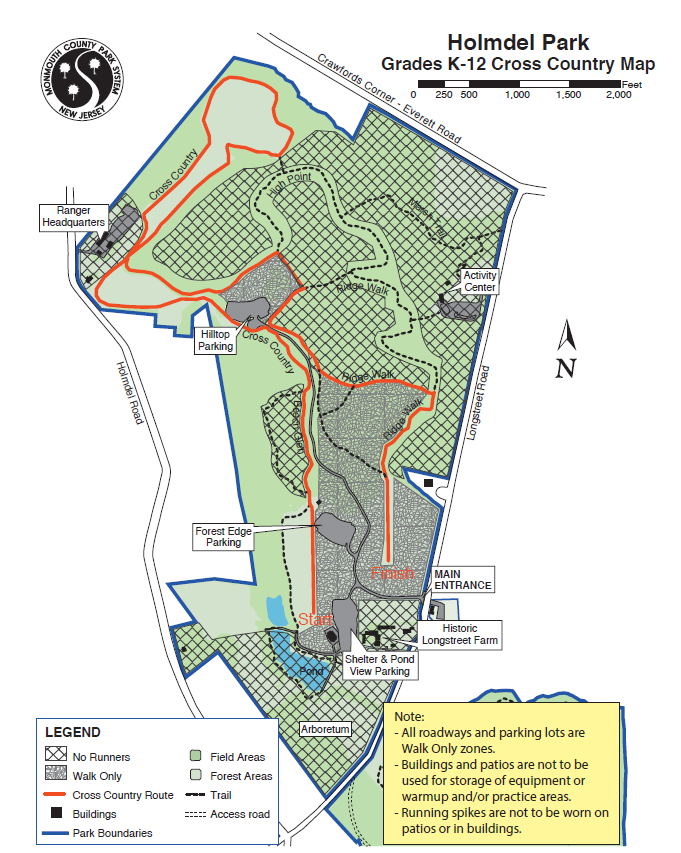 MONMOUTH COUNTY PARK SYSTEM
NEW JERSEY
Holmdel Park
Grades K-12 Cross Country Map
Feet
0 250 500 1,000 1,500 2,000
Crawfords Corner - Everett Road
Cross Country
High Point
Ranger
Headquarters
Marsh Trail
Activity
Center
Ridge Walk
Hilltop
Parking
Cross Country
N
Holmdel Road
Ridge Walk
Longstreet Road
Beech Glen
Ridge Walk
Forest Edge
Parking
Finish
MAIN
ENTRANCE
Start
Historic
Longstreet Farm
Shelter & Pond
View Parking
Pond
Arboretum
LEGEND
No Runners
Walk Only
Cross Country Route
Buildings
Park Boundaries
Field Areas
Forest Areas
Trail
Access road
Note:
- All roadways and parking lots are
Walk Only zones.
- Buildings and patios are not to be
used for storage of equipment or
warmup and/or practice areas.
- Running spikes are not to be worn on
patios or in buildings.